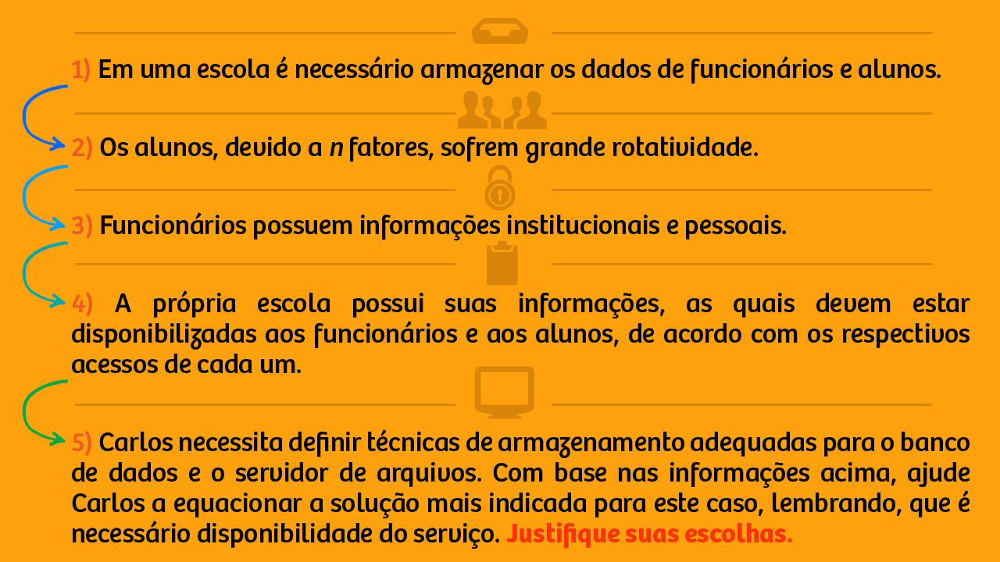 1) Em uma escola é necessário armazenar os dados de funcionários e alunos.
2) Os alunos, devido a n fatores, sofrem grande rotatividade.
3) Funcionários possuem informações institucionais e pessoais.
4) A própria escola possui suas informações, as quais devem estar
disponibilizadas aos funcionários e aos alunos, de acordo com os respectivos
acessos de cada um.
5) Carlos necessita definir técnicas de armazenamento adequadas para o banco
de dados e o servidor de arquivos. Com base nas informações acima, ajude
Carlos a equacionar a solução mais indicada para este caso, lembrando, que é
necessário disponibilidade do serviço. Justifique suas escolhas.